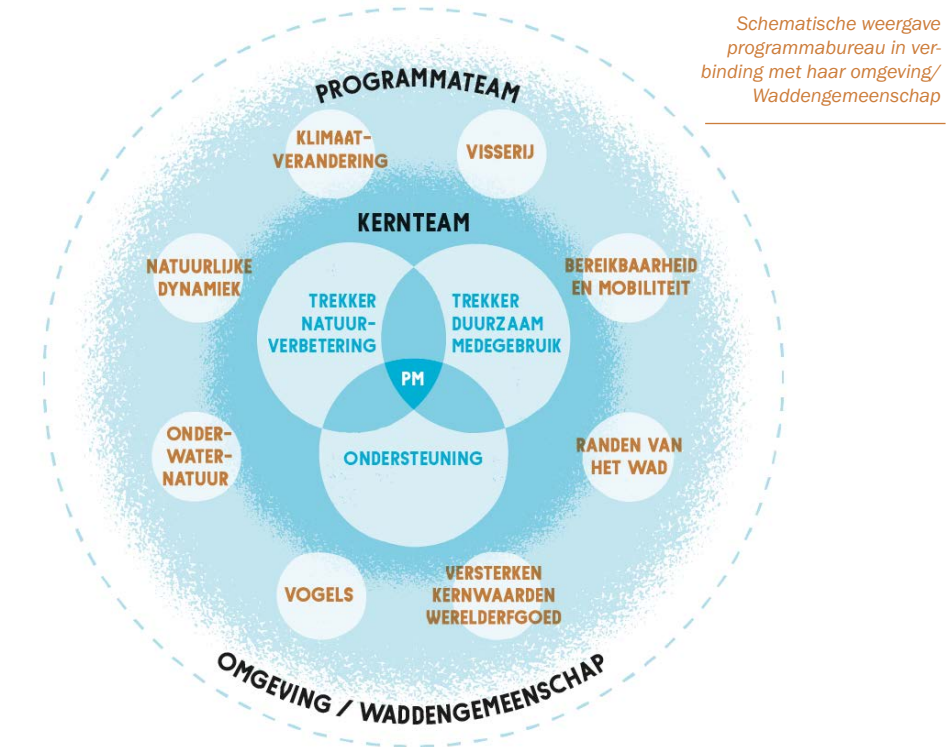 Schematische weergave
programmabureau in ver-
binding met haar omgeving/
Waddengemeenschap
PROGRAMMATEAM
KLIMAAT-
VERANDERING
VISSERIJ
KERNTEAM
NATUURLIJKE
DYNAMIEK
BEREIKBAARHEID
EN MOBILITEIT
TREKKER
NATUUR-
VERBETERING
TREKKER
DUURZAAM
MEDEGEBRUIK
PM
ONDERSTEUNING
ONDER-
WATER-
NATUUR
RANDEN VAN
HET WAD
VOGELS
VERSTERKEN
KERNWAARDEN
WERELDERFGOED
OMGEVING / WADDENGEMEENSCHAP